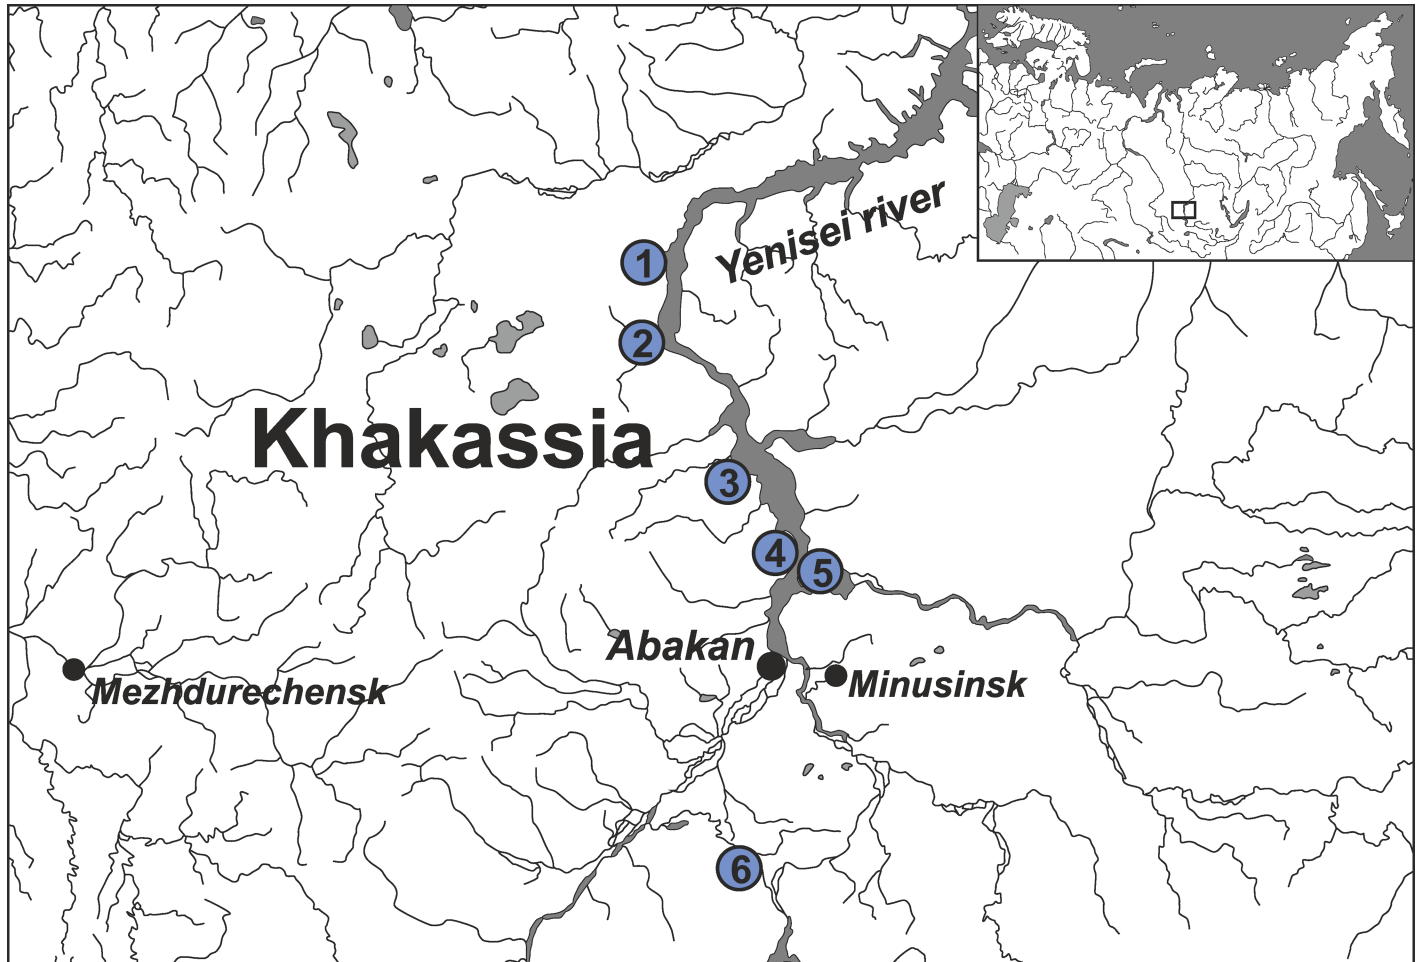 Yenisei river
1
2
Khakassia
3
4
5
Abakan
Mezhdurechensk
Minusinsk
6